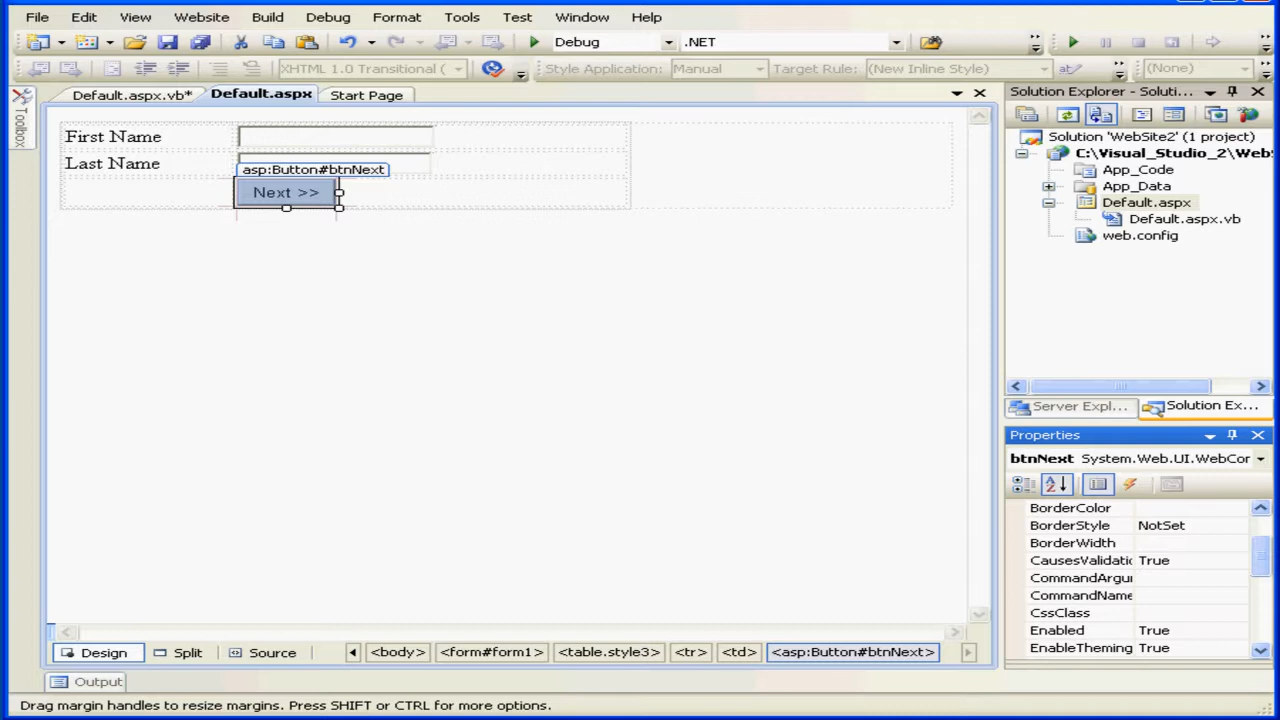 File Edit View Website Build Debug Format Tools Test Window Help
Debug .NET
XHTML 1.0 Transitional ( Style Application: Manual Target Rule: (New Inline Style) (None)
Toolbox
Default.aspx.vb* Default.aspx Start Page
First Name
Last Name
asp:Button#btnNext
Next >>
Solution Explorer - Soluti...
Solution 'WebSite2' (1 project)
C:\Visual_Studio_2\WebS
App_Code
App_Data
Default.aspx
Default.aspx.vb
web.config
Server Expl... Solution Ex...
Properties
btnNext System.Web.UI.WebCor
BorderColor
BorderStyle NotSet
BorderWidth
CausesValidatic True
CommandArgu
CommandName
CssClass
Enabled True
EnableTheming True
Design Split Source <body> <form#form1> <table.style3> <tr> <td> <asp:Button#btnNext>
Output
Drag margin handles to resize margins. Press SHIFT or CTRL for more options.